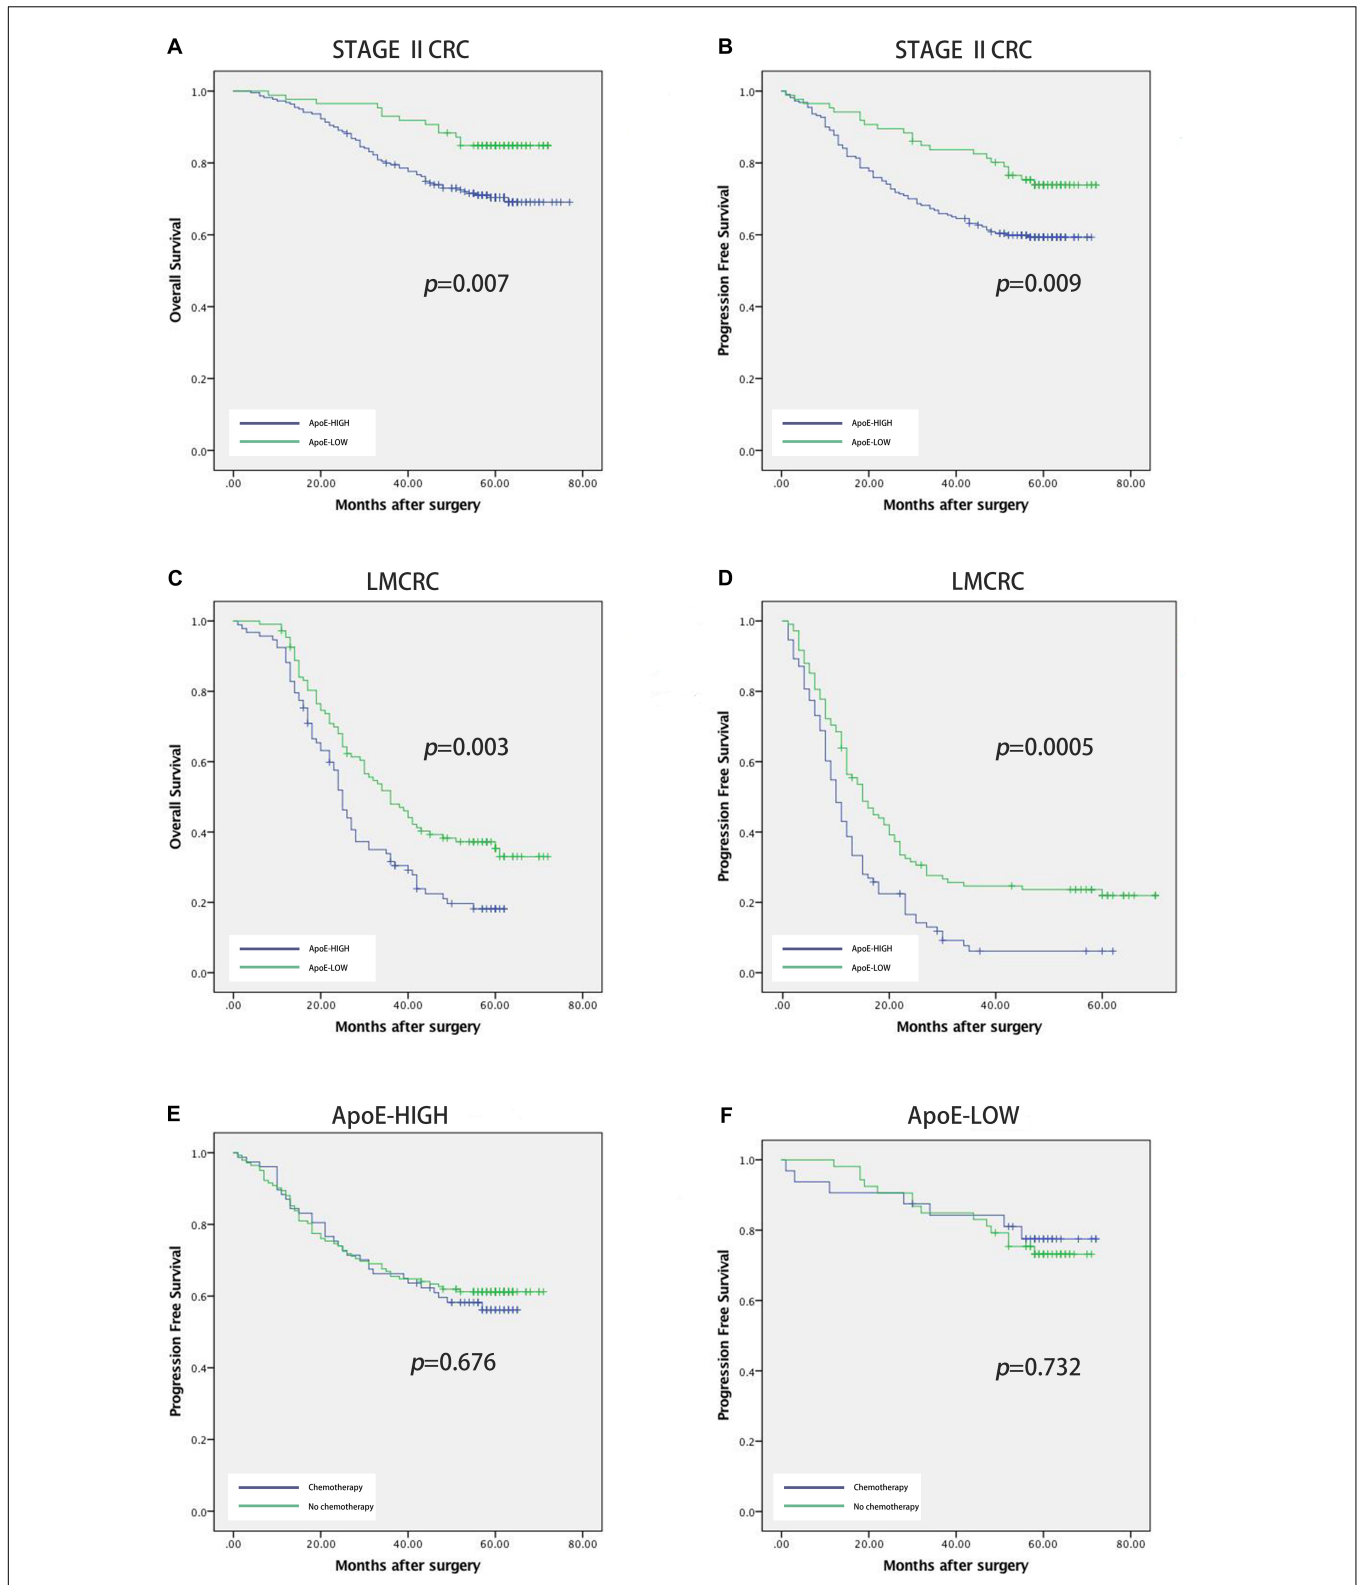 A
STAGE II CRC
1.0
0.8
0.6
0.4
0.2
0.0
Overall Survival
p=0.007
ApoE-HIGH
ApoE-LOW
.00 20.00 40.00 60.00 80.00
Months after surgery
B
STAGE II CRC
1.0
0.8
0.6
0.4
0.2
0.0
Progression Free Survival
p=0.009
ApoE-HIGH
ApoE-LOW
.00 20.00 40.00 60.00 80.00
Months after surgery
C
LMCRC
1.0
0.8
0.6
0.4
0.2
0.0
Overall Survival
p=0.003
ApoE-HIGH
ApoE-LOW
.00 20.00 40.00 60.00 80.00
Months after surgery
D
LMCRC
1.0
0.8
0.6
0.4
0.2
0.0
Progression Free Survival
p=0.0005
ApoE-HIGH
ApoE-LOW
.00 20.00 40.00 60.00
Months after surgery
E
ApoE-HIGH
1.0
0.8
0.6
0.4
0.2
0.0
Progression Free Survival
p=0.676
Chemotherapy
No chemotherapy
.00 20.00 40.00 60.00 80.00
Months after surgery
F
ApoE-LOW
1.0
0.8
0.6
0.4
0.2
0.0
Progression Free Survival
p=0.732
Chemotherapy
No chemotherapy
.00 20.00 40.00 60.00 80.00
Months after surgery